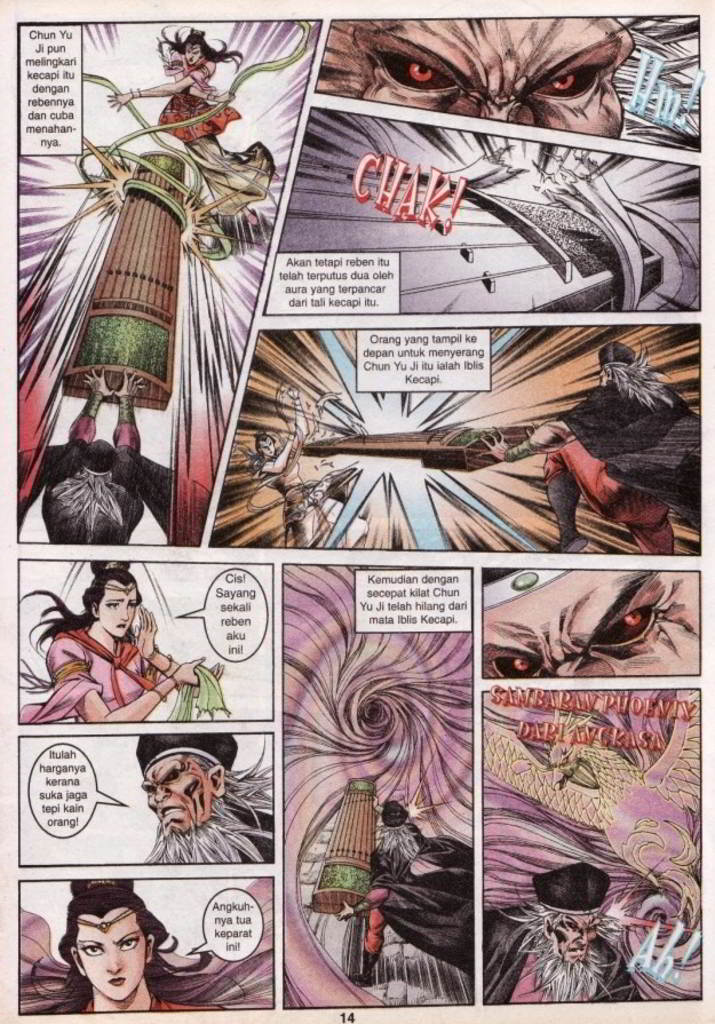 Chun Yu
Ji pun
melingkari
kecapi itu
dengan
rebennya
dan cuba
menahan-
nya.
Hm!
CHAK!
Akan tetapi reben itu
telah terputus dua oleh
aura yang terpancar
dari tali kecapi itu.
Orang yang tampil ke
depan untuk menyerang
Chun Yu Ji itu ialah Iblis
Kecapi.
Cis!
Sayang
sekali
reben
aku
ini!
Itulah
harganya
kerana
suka jaga
tepi kain
orang!
Angkuh-
nya tua
keparat
ini!
Kemudian dengan
secepat kilat Chun
Yu Ji telah hilang dari
mata Iblis Kecapi.
SAMBARAN PHOENIX
DARI ANGKASA
Ah!
14